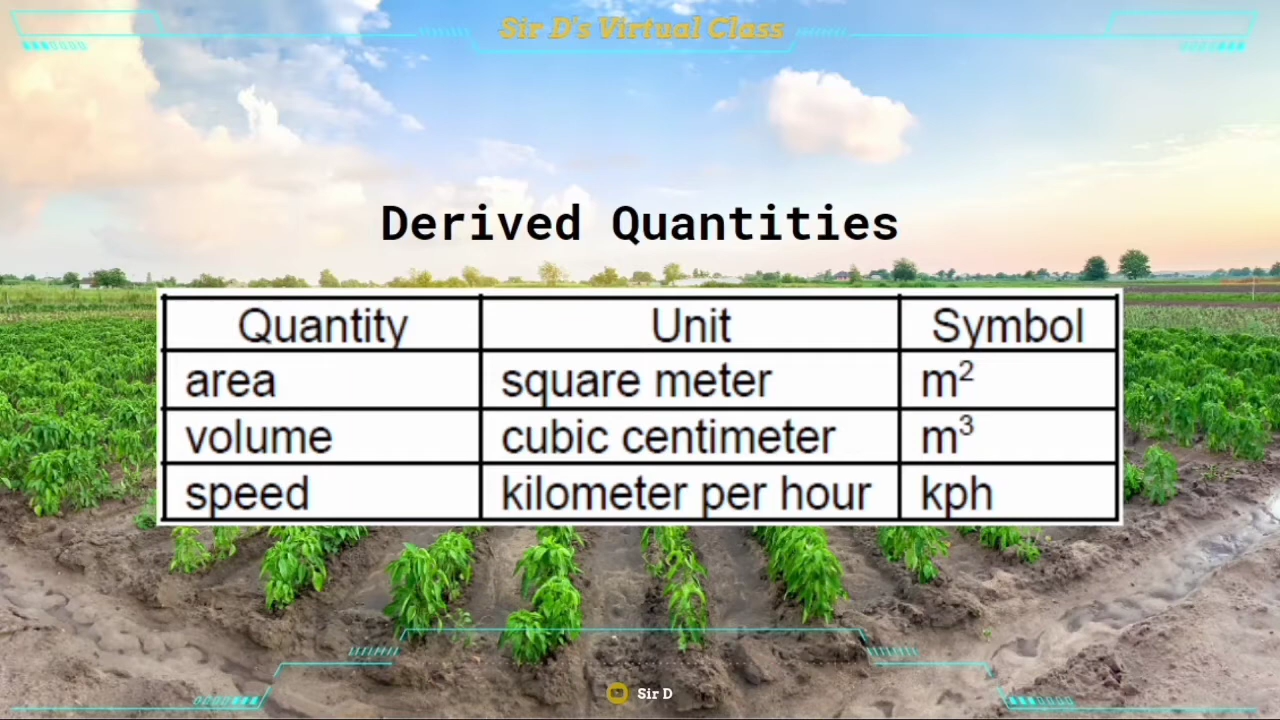 Sir D's Virtual Class
Derived Quantities
Quantity Unit Symbol
area square meter m²
volume cubic centimeter m³
speed kilometer per hour kph
Sir D